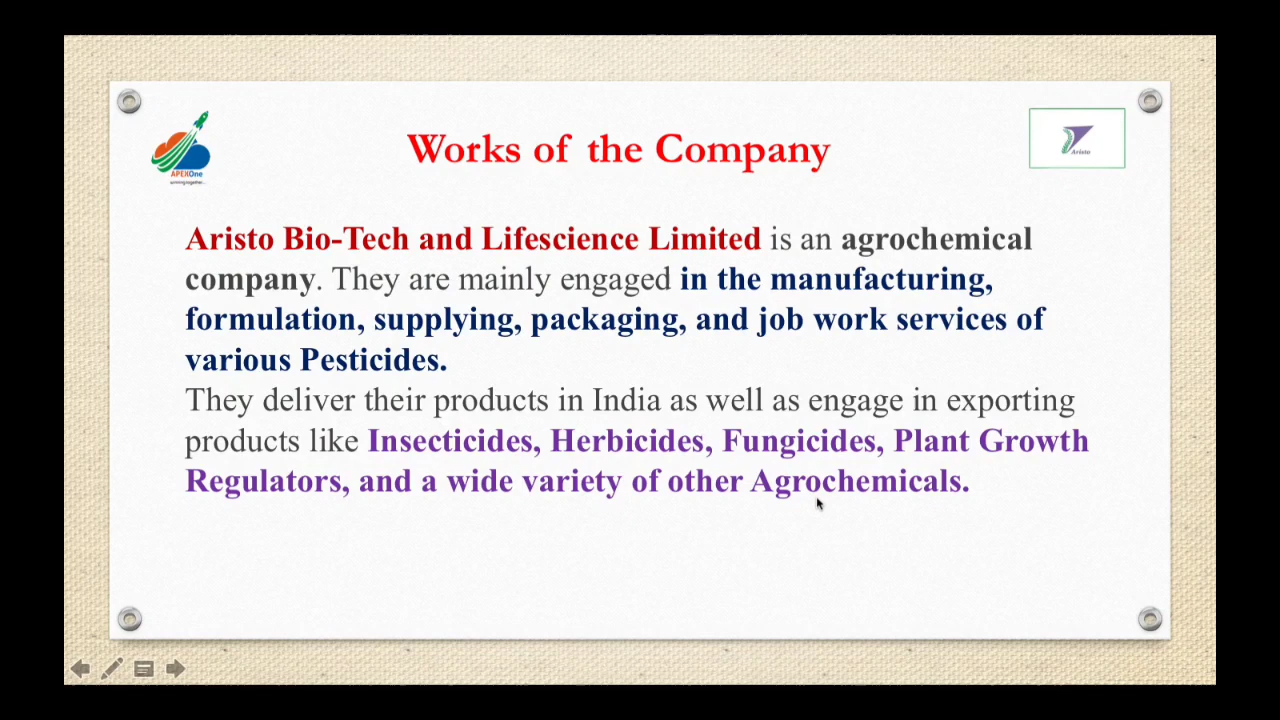 Works of the Company
APEXOne
Aristo
Aristo Bio-Tech and Lifescience Limited is an agrochemical
company. They are mainly engaged in the manufacturing,
formulation, supplying, packaging, and job work services of
various Pesticides.
They deliver their products in India as well as engage in exporting
products like Insecticides, Herbicides, Fungicides, Plant Growth
Regulators, and a wide variety of other Agrochemicals.